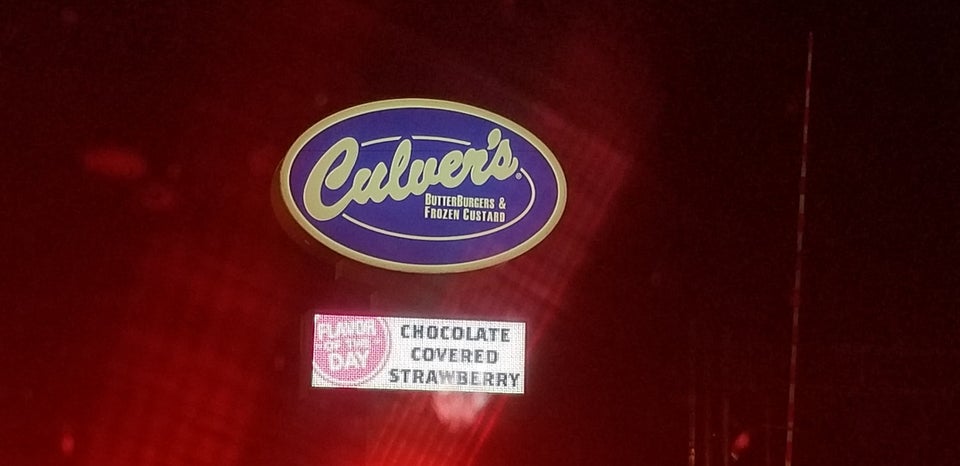 Culver's®
BUTTERBURGERS &
FROZEN CUSTARD
FLAVOR
OF THE
DAY
CHOCOLATE
COVERED
STRAWBERRY